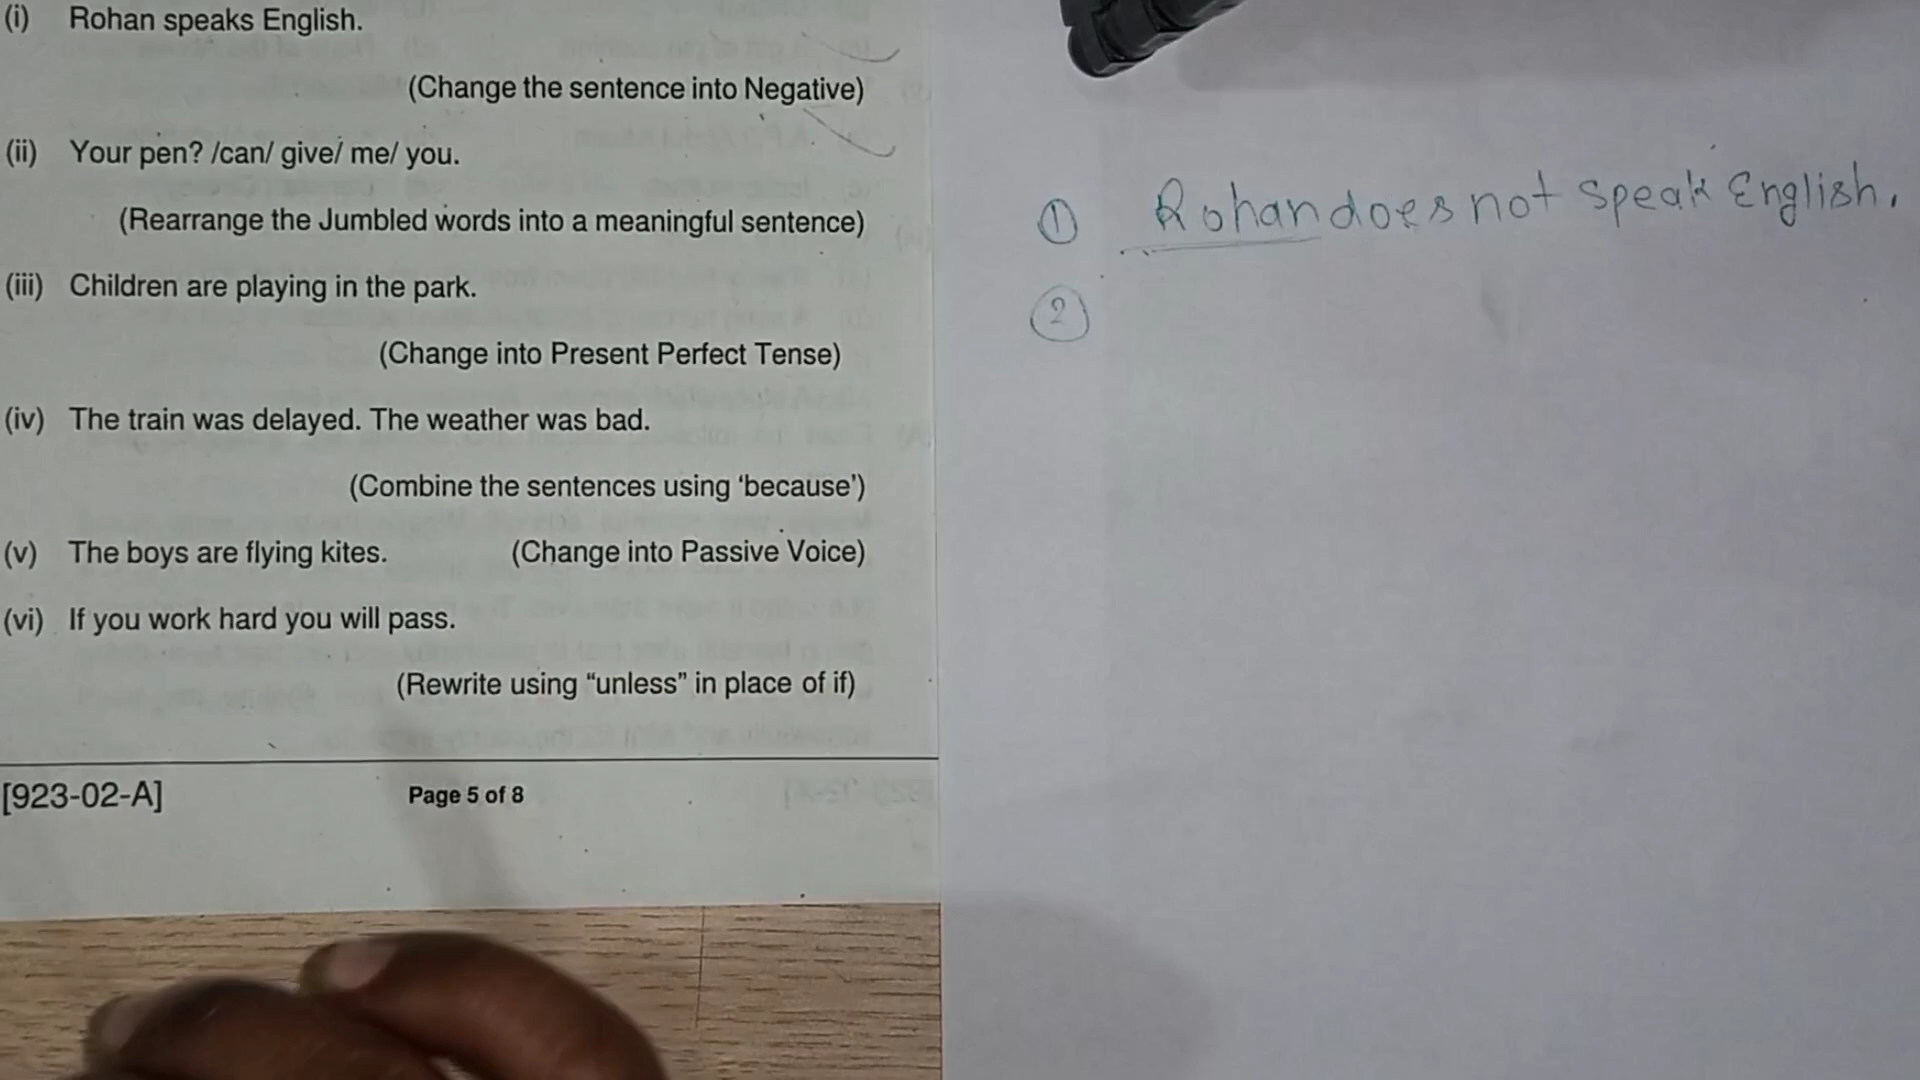 (i) Rohan speaks English.
(Change the sentence into Negative)
(ii) Your pen? /can/ give/ me/ you.
(Rearrange the Jumbled words into a meaningful sentence)
(iii) Children are playing in the park.
(Change into Present Perfect Tense)
(iv) The train was delayed. The weather was bad.
(Combine the sentences using ‘because’)
(v) The boys are flying kites. (Change into Passive Voice)
(vi) If you work hard you will pass.
(Rewrite using “unless” in place of if)
[923-02-A] Page 5 of 8
① Rohan does not speak English.
②